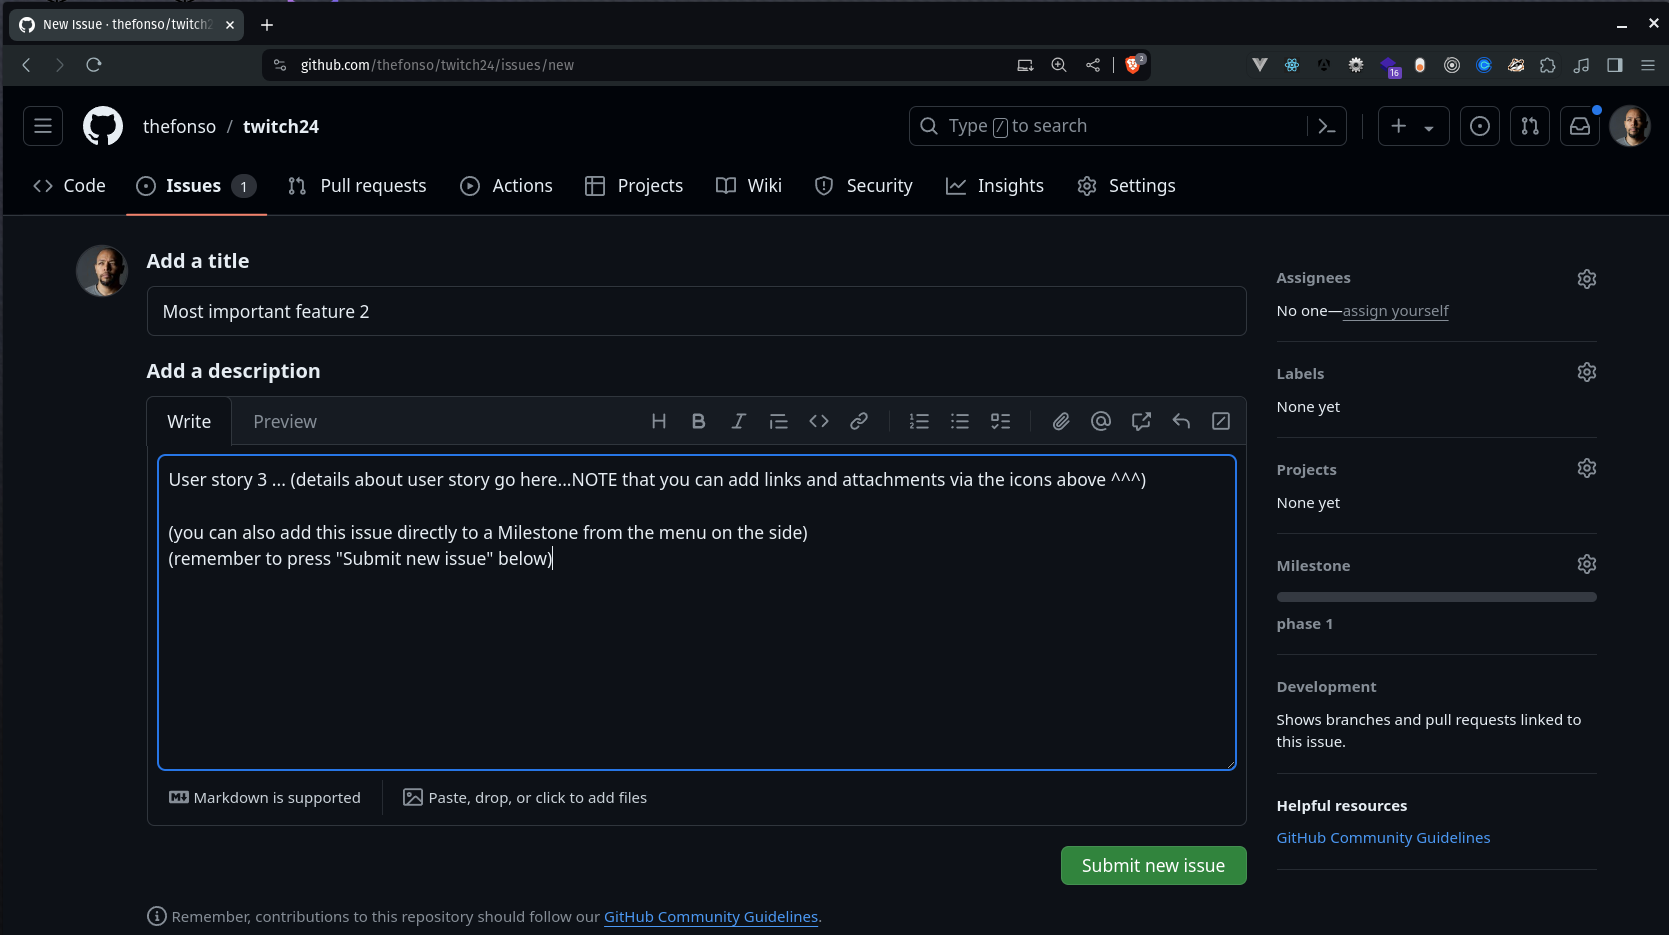 New Issue · thefonso/twitch2
github.com/thefonso/twitch24/issues/new
2
16
thefonso / twitch24
Type / to search
Code
Issues 1
Pull requests
Actions
Projects
Wiki
Security
Insights
Settings
Add a title
Most important feature 2
Add a description
Write
Preview
User story 3 ... (details about user story go here...NOTE that you can add links and attachments via the icons above ^^^)
(you can also add this issue directly to a Milestone from the menu on the side)
(remember to press "Submit new issue" below)
Markdown is supported
Paste, drop, or click to add files
Submit new issue
Remember, contributions to this repository should follow our GitHub Community Guidelines.
Assignees
No one—assign yourself
Labels
None yet
Projects
None yet
Milestone
phase 1
Development
Shows branches and pull requests linked to
this issue.
Helpful resources
GitHub Community Guidelines